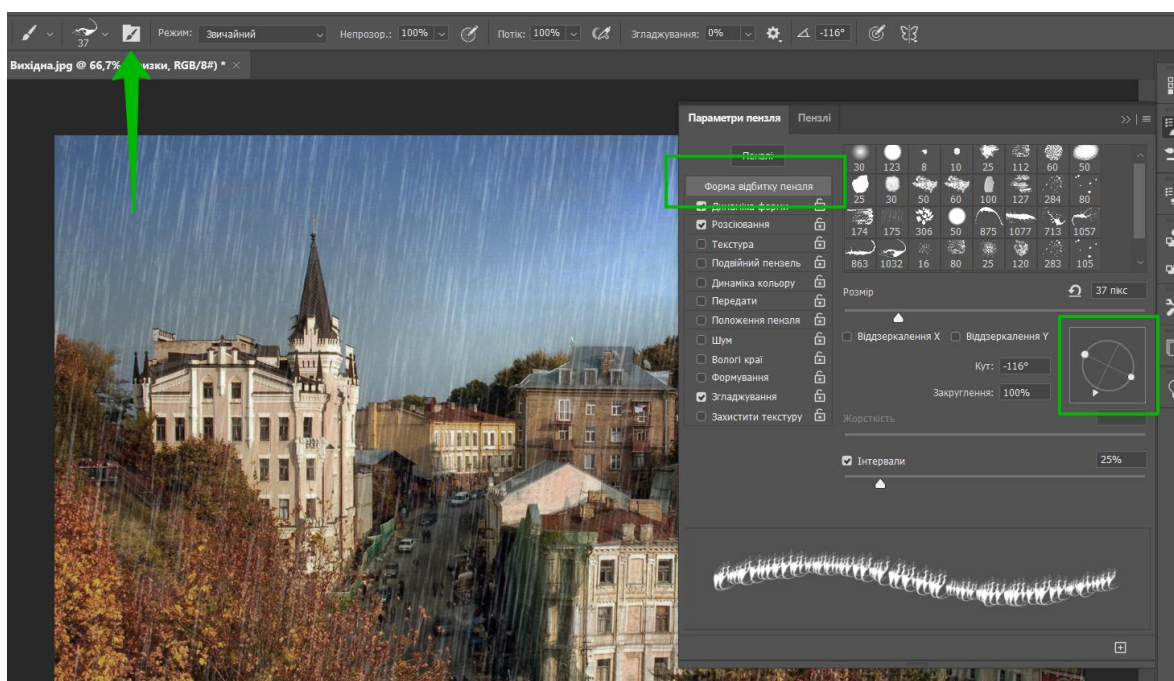 37 Режим: Звичайний Непрозор.: 100% Потік: 100% Згладжування: 0% -116°
Вихідна.jpg @ 66,7% RGB/8#) *
Параметри пензля Пензлі
Пензлі
30 123 8 10 25 112 60 50
Форма відбитку пензля
25 30 50 60 100 127 284 80
Динаміка форми
Розсіювання
174 175 306 50 875 1077 713 1057
Текстура
Подвійний пензель
863 1032 16 80 25 120 283 105
Динаміка кольору
Розмір 37 пікс
Передати
Положення пензля
Шум
Віддзеркалення X Віддзеркалення Y
Вологі краї
Кут: -116°
Формування
Закруглення: 100%
Згладжування
Захистити текстуру
Жорсткість
Інтервали 25%